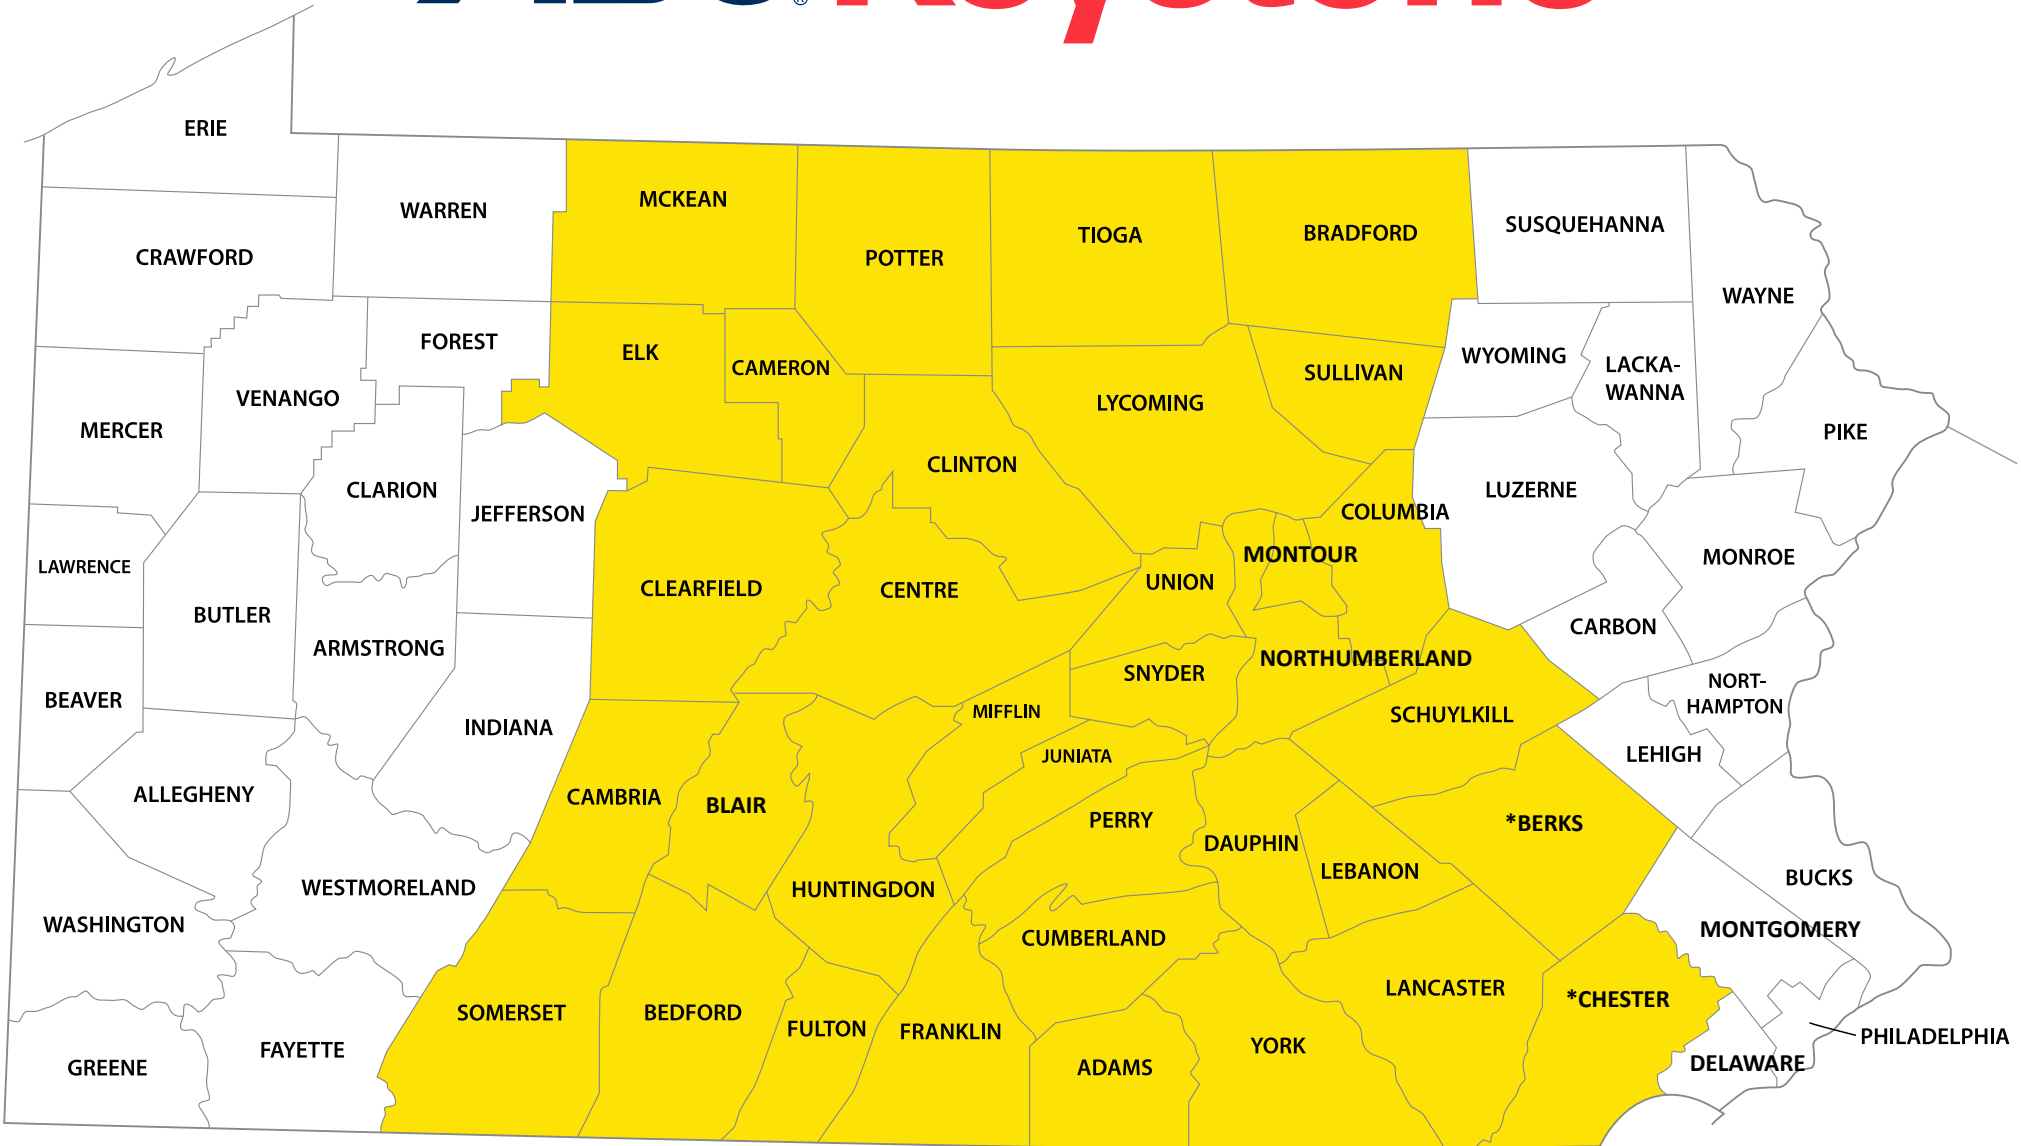 ABC® Keystone
ERIE
WARREN
MCKEAN
POTTER
TIOGA
BRADFORD
SUSQUEHANNA
CRAWFORD
WAYNE
FOREST
ELK
CAMERON
WYOMING
LACKA-
WANNA
VENANGO
SULLIVAN
LYCOMING
MERCER
PIKE
CLINTON
CLARION
LUZERNE
JEFFERSON
COLUMBIA
LAWRENCE
MONTOUR
MONROE
CLEARFIELD
CENTRE
UNION
BUTLER
CARBON
ARMSTRONG
NORTHUMBERLAND
SNYDER
BEAVER
NORT-
HAMPTON
MIFFLIN
SCHUYLKILL
INDIANA
JUNIATA
LEHIGH
ALLEGHENY
CAMBRIA
BLAIR
PERRY
*BERKS
DAUPHIN
LEBANON
WESTMORELAND
HUNTINGDON
BUCKS
WASHINGTON
CUMBERLAND
MONTGOMERY
LANCASTER
*CHESTER
SOMERSET
BEDFORD
FULTON
FRANKLIN
YORK
PHILADELPHIA
FAYETTE
GREENE
ADAMS
DELAWARE